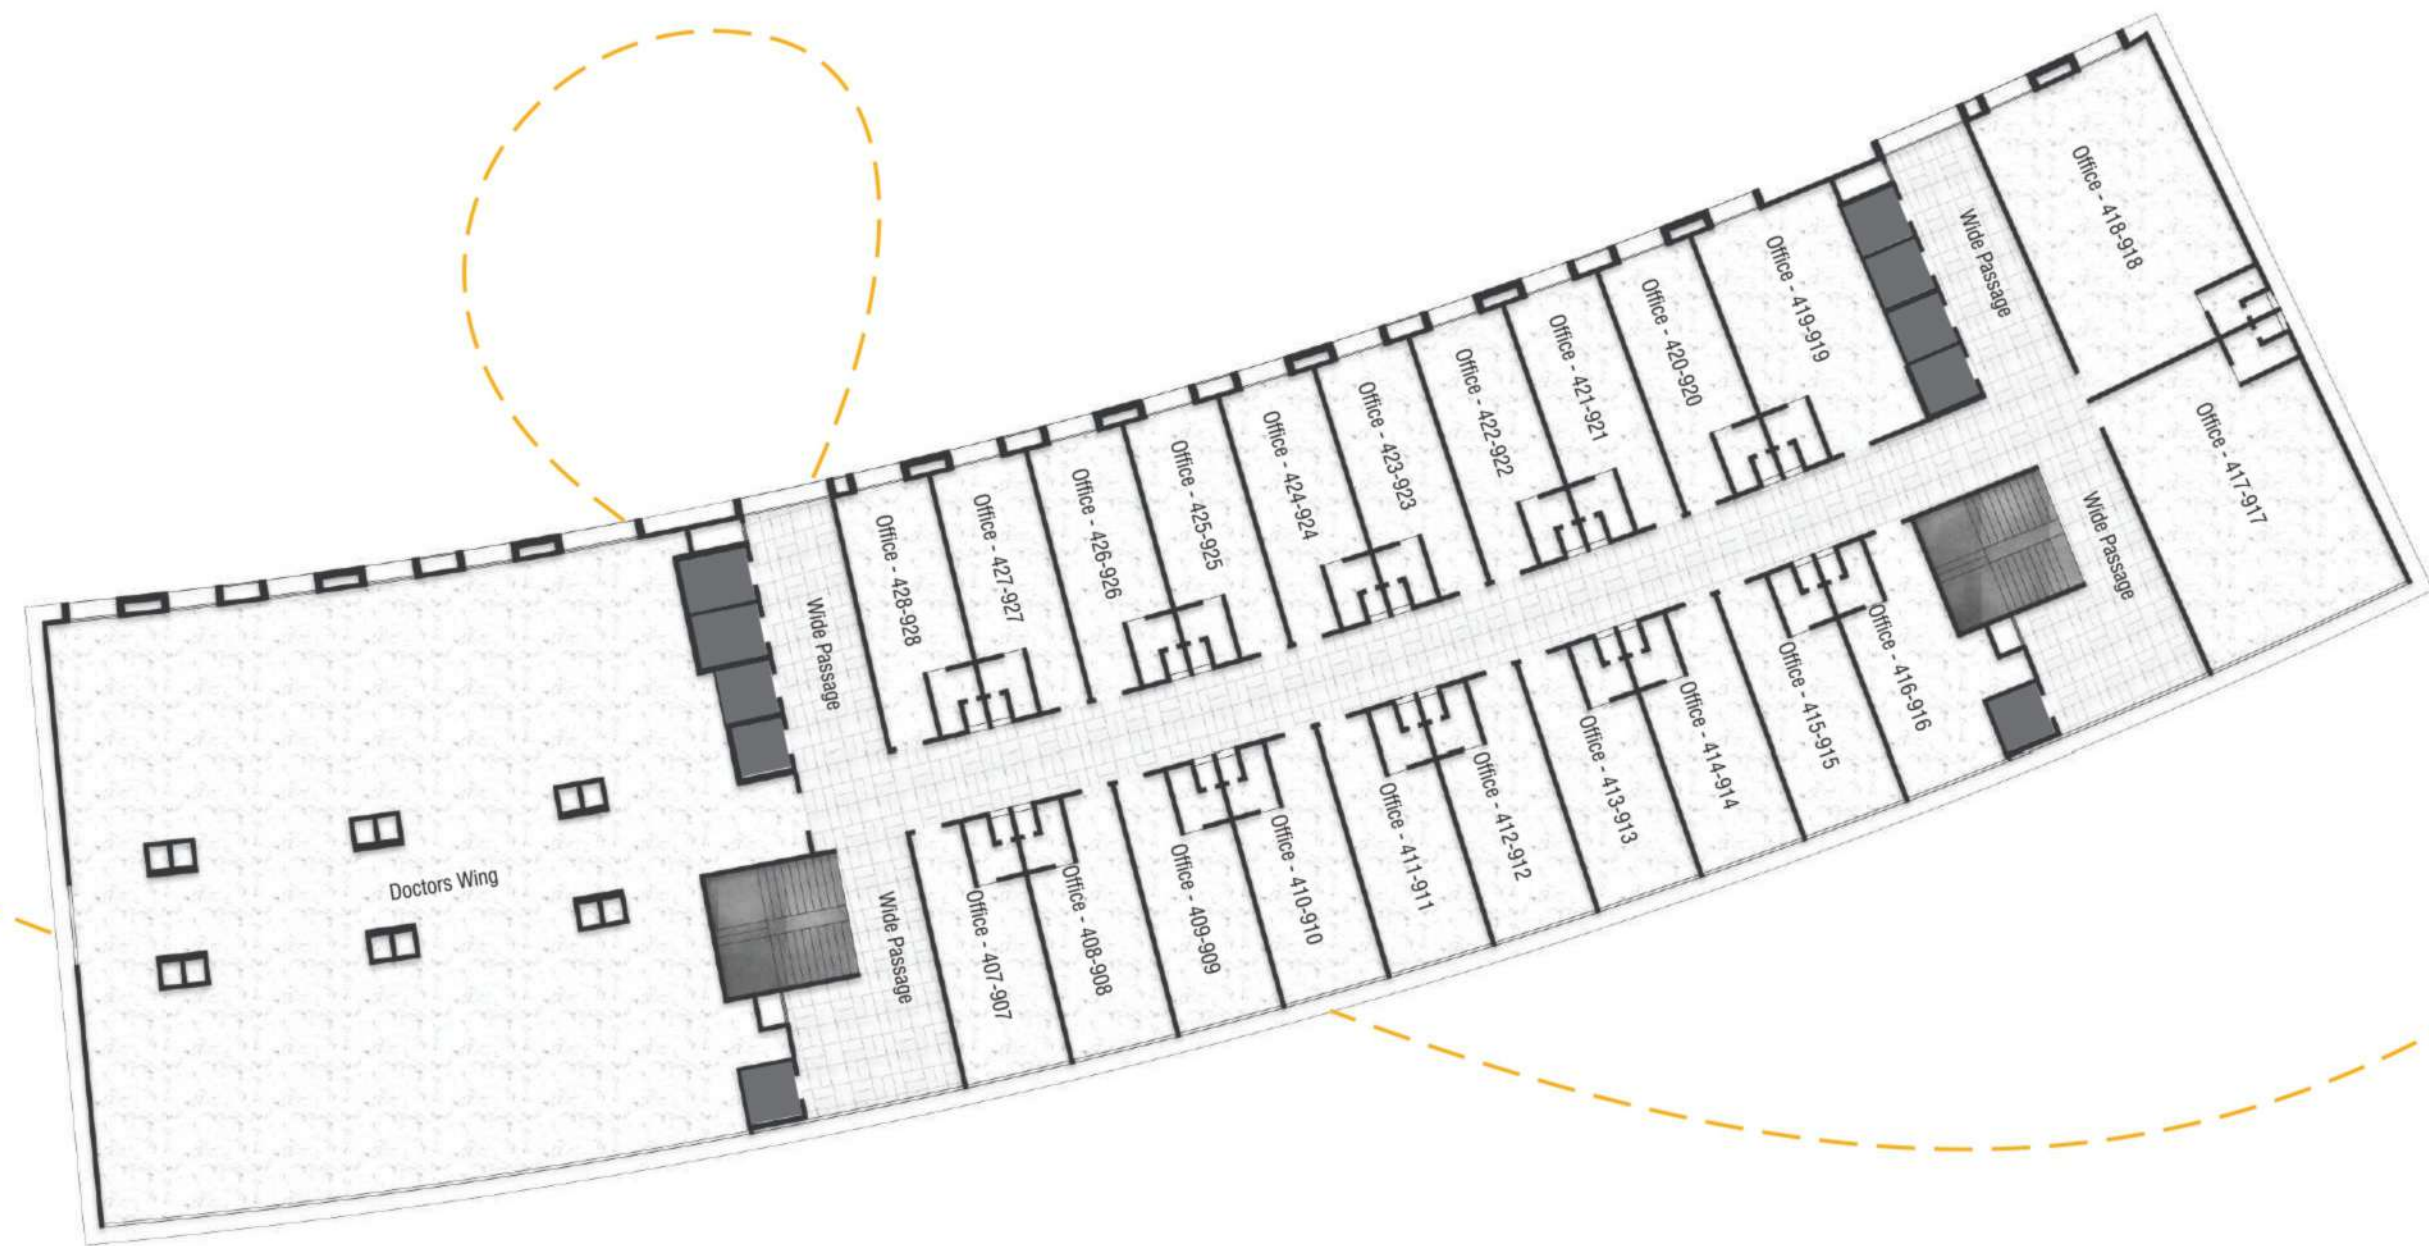 Office - 418-918
Wide Passage
Office - 419-919
Office - 420-920
Office - 421-921
Office - 422-922
Office - 423-923
Office - 424-924
Office - 425-925
Office - 426-926
Office - 427-927
Office - 428-928
Wide Passage
Office - 417-917
Wide Passage
Office - 416-916
Office - 415-915
Office - 414-914
Office - 413-913
Office - 412-912
Office - 411-911
Office - 410-910
Office - 409-909
Office - 408-908
Office - 407-907
Wide Passage
Doctors Wing